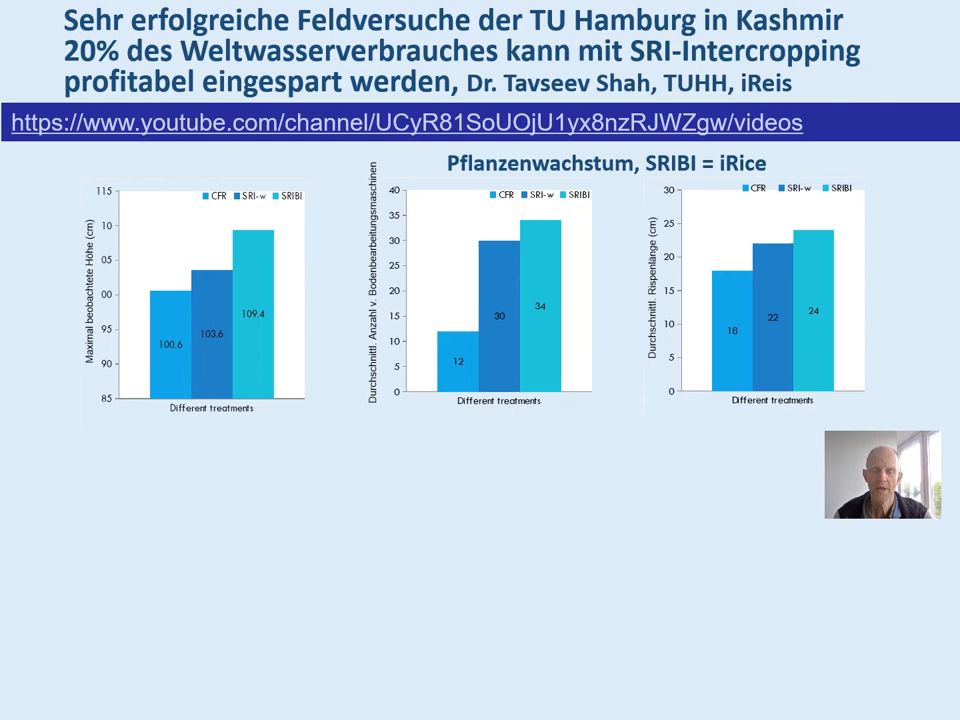 Sehr erfolgreiche Feldversuche der TU Hamburg in Kashmir
20% des Weltwasserverbrauches kann mit SRI-Intercropping
profitabel eingespart werden, Dr. Tavseev Shah, TUHH, iReis
https://www.youtube.com/channel/UCyR81SoUOjU1yx8nzRJWZgw/videos
Pflanzenwachstum, SRIBI = iRice
Maximal beobachtete Höhe (cm)
115
10
05
00
95
90
85
CFR SRI-w SRIBI
100.6
103.6
109.4
Different treatments
Durchschnittl. Anzahl v. Bodenbearbeitungsmaschinen
40
35
30
25
20
15
10
5
0
CFR SRI-w SRIBI
12
30
34
Different treatments
Durchschnittl. Rispenlänge (cm)
30
25
20
15
10
5
0
CFR SRI-w SRIBI
18
22
24
Different treatments